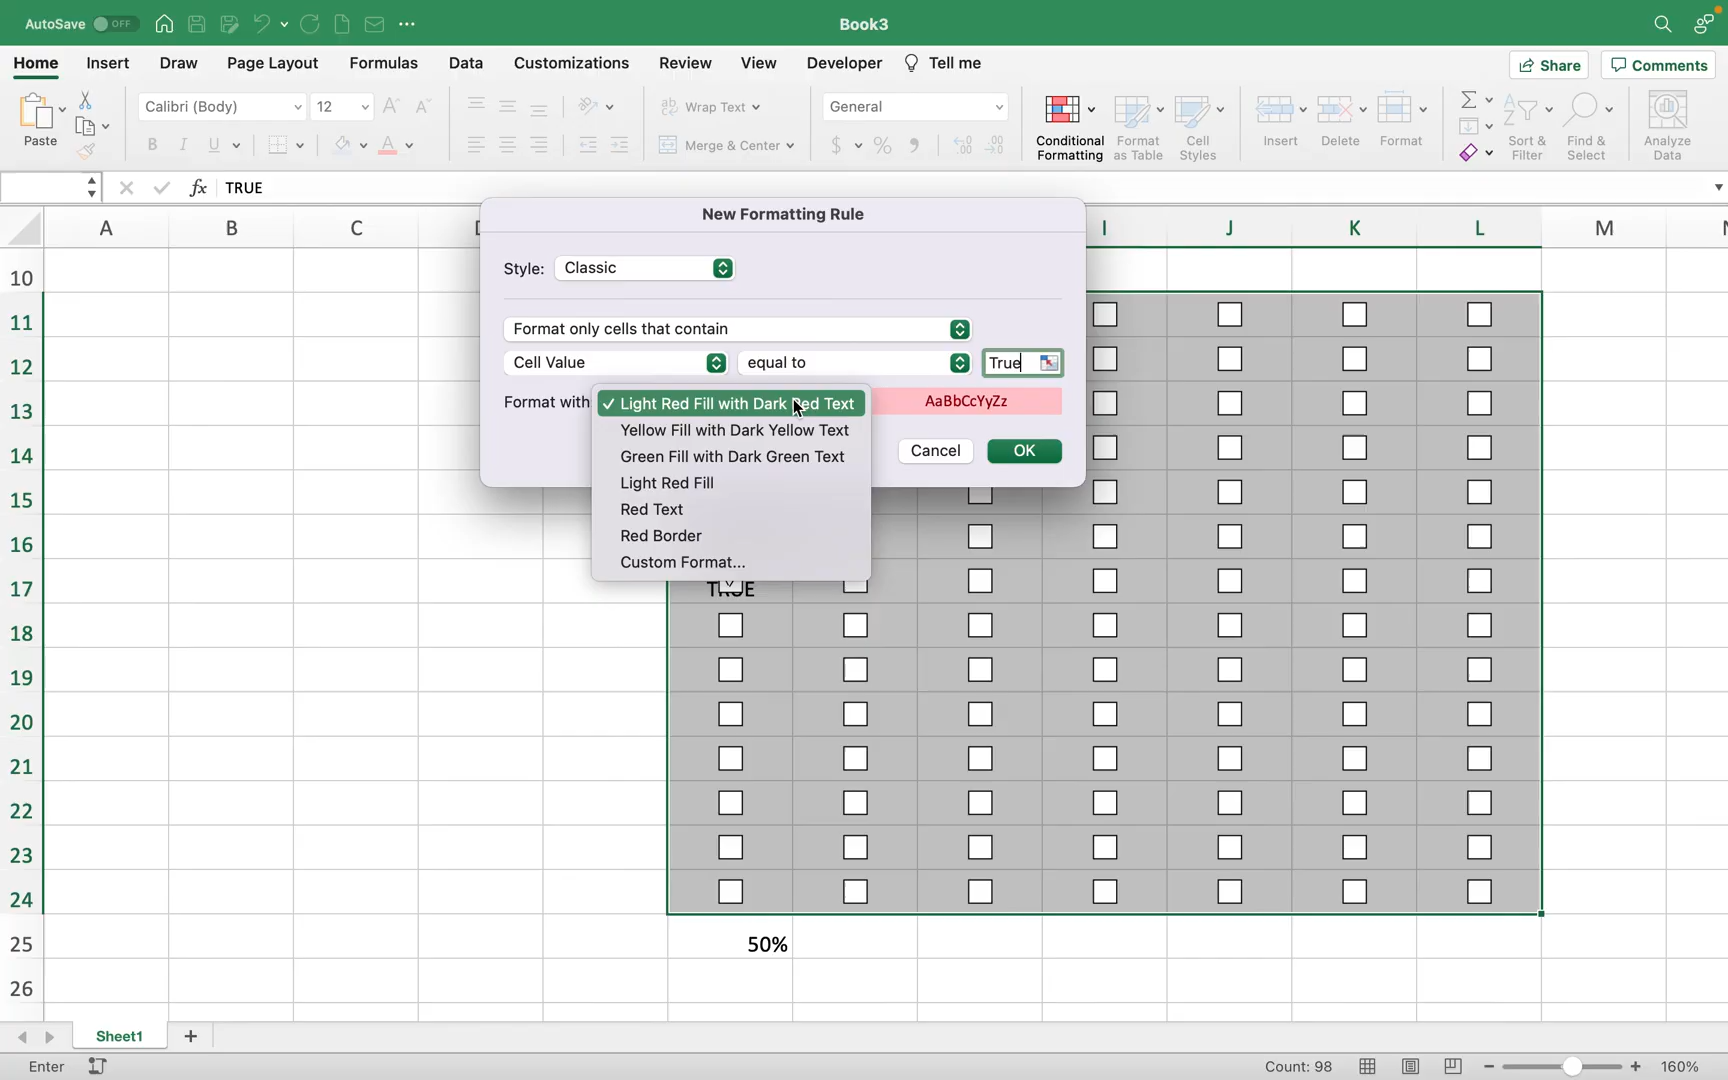 AutoSave OFF Book3
Home Insert Draw Page Layout Formulas Data Customizations Review View Developer Tell me Share Comments
Paste Calibri (Body) 12 Wrap Text General
B I U Merge & Center $ %
Conditional Formatting Format as Table Cell Styles Insert Delete Format Sort & Filter Find & Select Analyze Data
fx TRUE
A B C I J K L M
New Formatting Rule
Style: Classic
Format only cells that contain
Cell Value equal to True
Format with: Light Red Fill with Dark Red Text AaBbCcYyZz
Yellow Fill with Dark Yellow Text
Green Fill with Dark Green Text
Light Red Fill
Red Text
Red Border
Custom Format...
Cancel OK
10
11
12
13
14
15
16
17 TRUE
18
19
20
21
22
23
24
25 50%
26
Sheet1
Enter Count: 98 160%